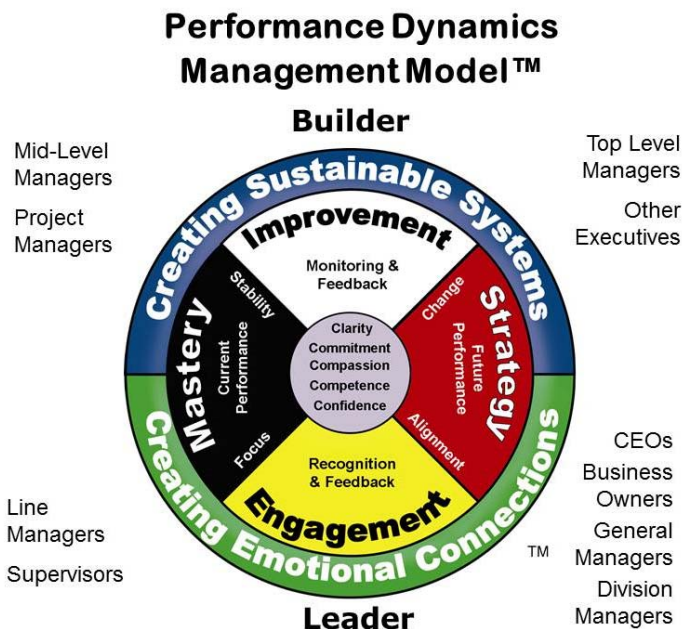 Performance Dynamics
Management Model™
Builder
Mid-Level
Managers
Project
Managers
Top Level
Managers
Other
Executives
Creating Sustainable Systems
Improvement
Monitoring &
Feedback
Mastery
Stability
Current
Performance
Focus
Clarity
Commitment
Compassion
Competence
Confidence
Change
Strategy
Future
Performance
Alignment
Recognition
& Feedback
Engagement
Creating Emotional Connections
TM
Line
Managers
Supervisors
CEOs
Business
Owners
General
Managers
Division
Managers
Leader